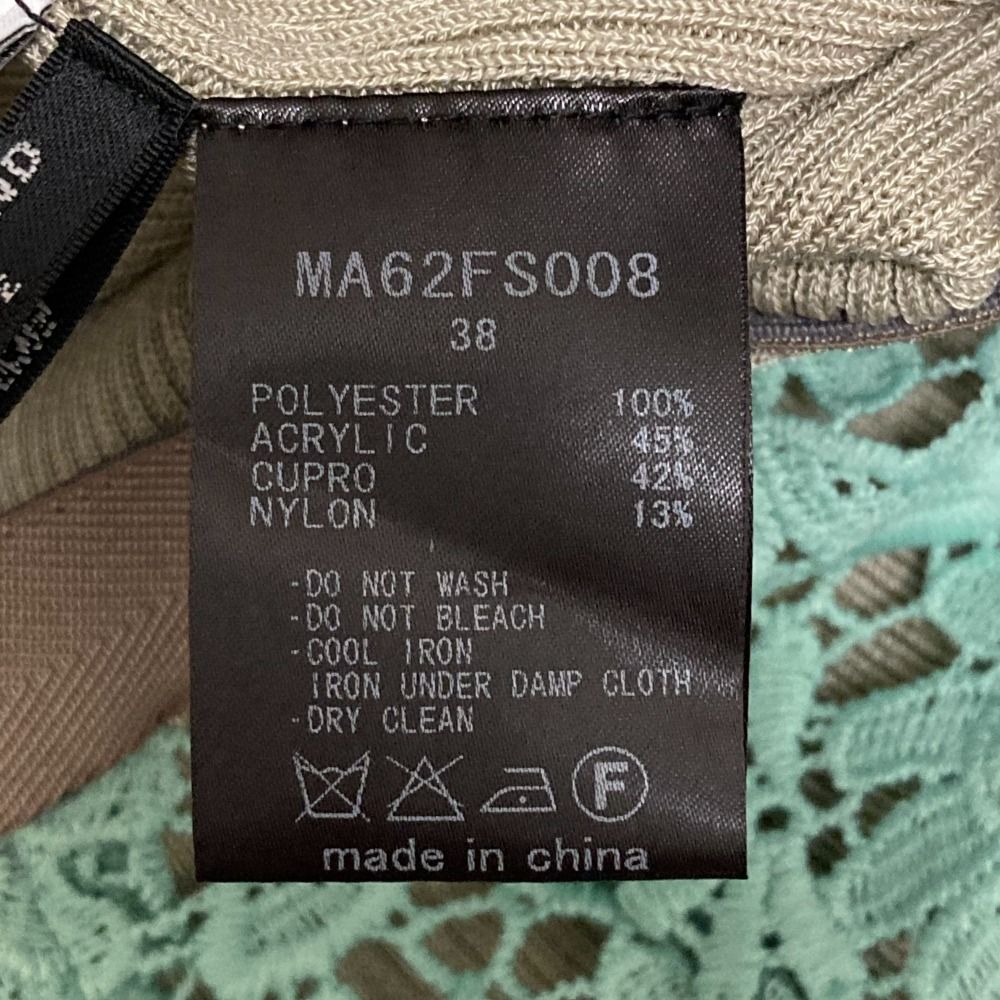 MA62FS008
38
POLYESTER 100%
ACRYLIC 45%
CUPRO 42%
NYLON 13%
-DO NOT WASH
-DO NOT BLEACH
-COOL IRON
IRON UNDER DAMP CLOTH
-DRY CLEAN
F
made in china